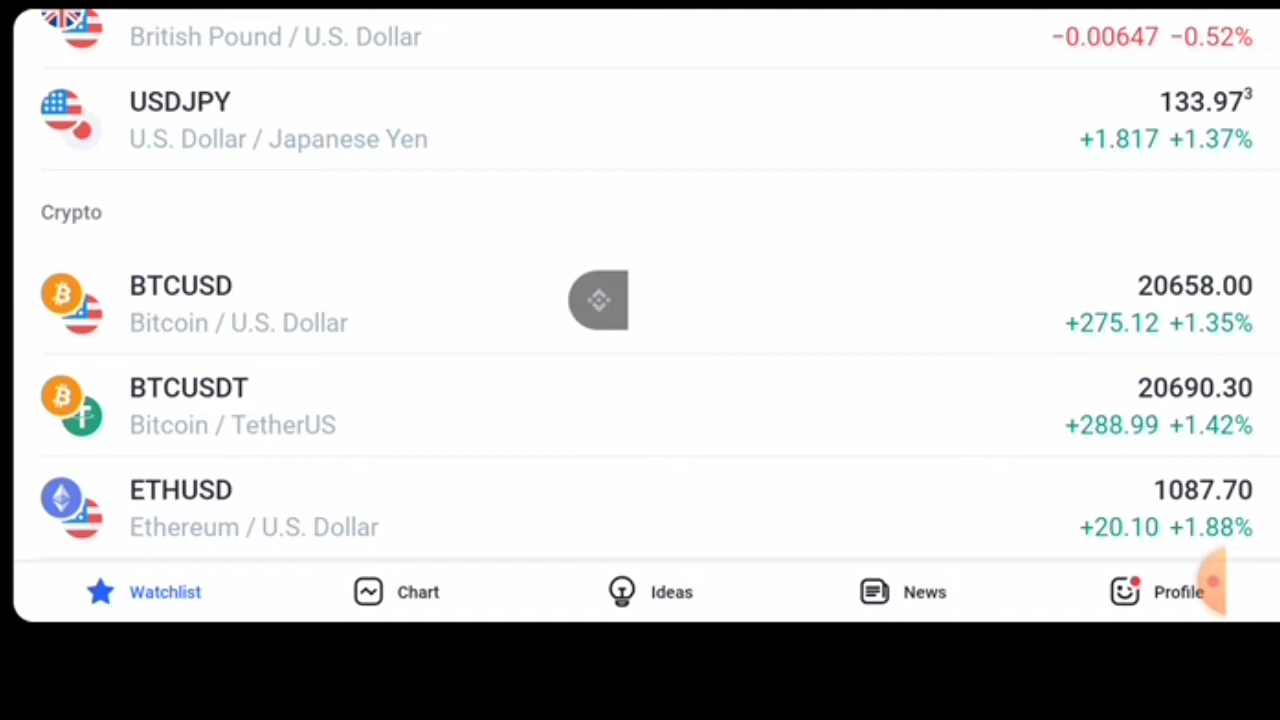 British Pound / U.S. Dollar −0.00647 −0.52%
USDJPY 133.97³
U.S. Dollar / Japanese Yen +1.817 +1.37%
Crypto
BTCUSD 20658.00
Bitcoin / U.S. Dollar +275.12 +1.35%
BTCUSDT 20690.30
Bitcoin / TetherUS +288.99 +1.42%
ETHUSD 1087.70
Ethereum / U.S. Dollar +20.10 +1.88%
Watchlist Chart Ideas News Profile